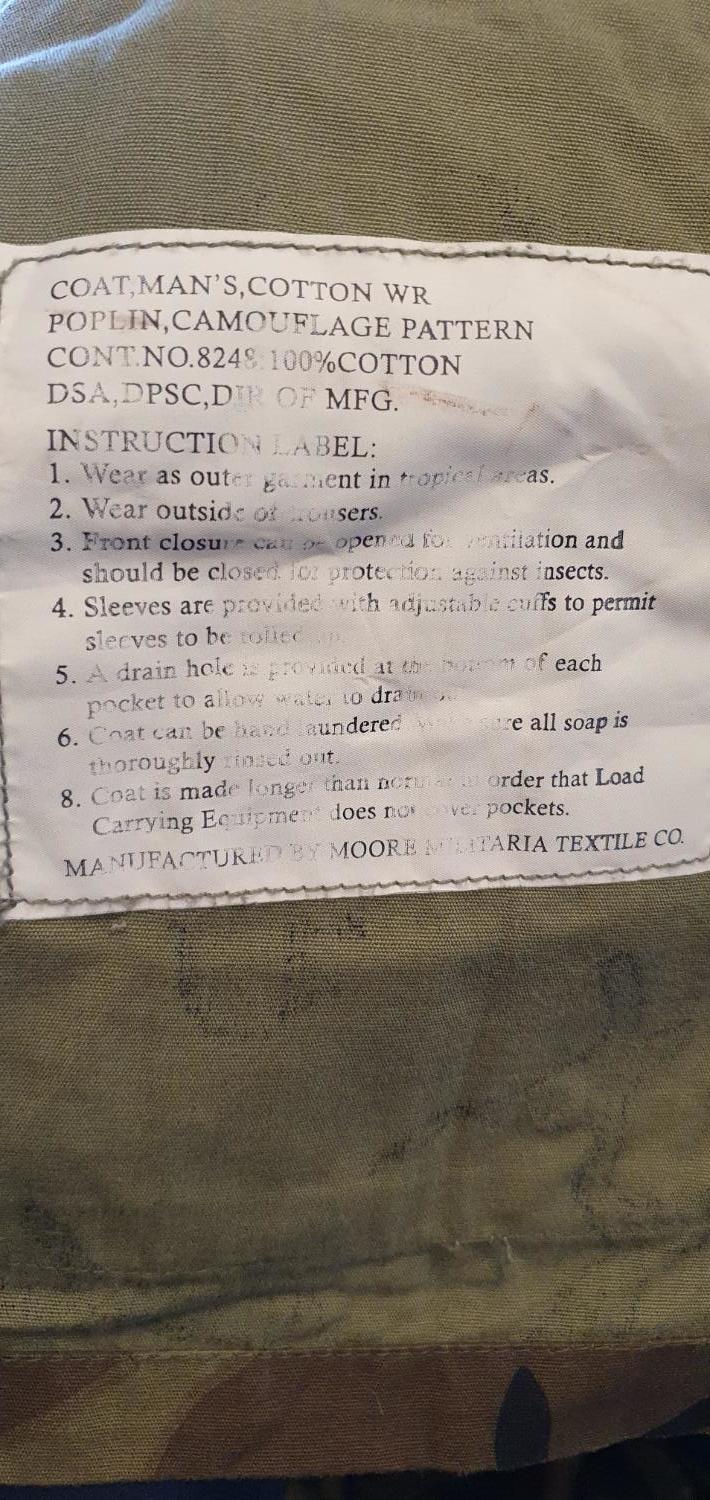 COAT,MAN'S,COTTON WR
POPLIN,CAMOUFLAGE PATTERN
CONT.NO.8248 100%COTTON
DSA,DPSC,DIR OF MFG.
INSTRUCTION LABEL:
1. Wear as outer garment in tropical areas.
2. Wear outside of trousers.
3. Front closure can be opened for ventilation and
should be closed for protection against insects.
4. Sleeves are provided with adjustable cuffs to permit
sleeves to be rolled up.
5. A drain hole is provided at the bottom of each
pocket to allow water to drain
6. Coat can be hand laundered. Make sure all soap is
thoroughly rinsed out.
8. Coat is made longer than normal in order that Load
Carrying Equipment does not cover pockets.
MANUFACTURED BY MOORE MILITARIA TEXTILE CO.